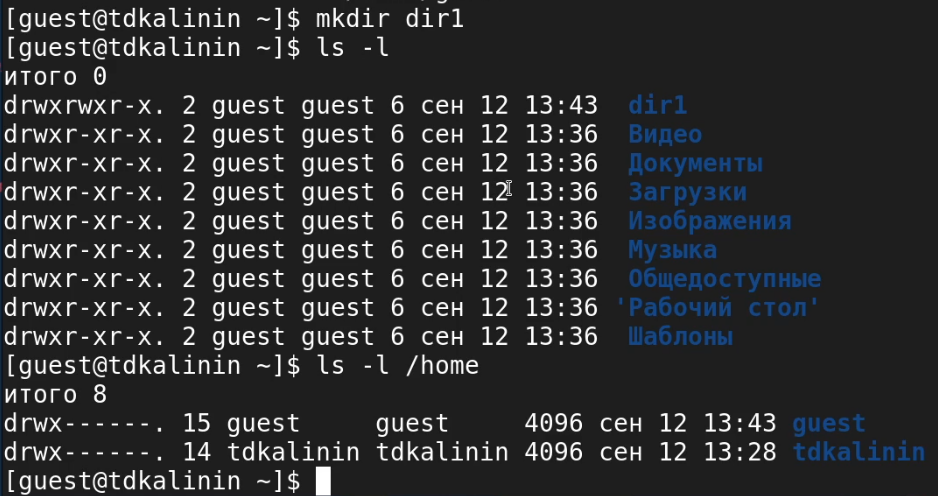 [guest@tdkalinin ~]$ mkdir dir1
[guest@tdkalinin ~]$ ls -l
итого 0
drwxrwxr-x. 2 guest guest 6 сен 12 13:43  dir1
drwxr-xr-x. 2 guest guest 6 сен 12 13:36  Видео
drwxr-xr-x. 2 guest guest 6 сен 12 13:36  Документы
drwxr-xr-x. 2 guest guest 6 сен 12 13:36  Загрузки
drwxr-xr-x. 2 guest guest 6 сен 12 13:36  Изображения
drwxr-xr-x. 2 guest guest 6 сен 12 13:36  Музыка
drwxr-xr-x. 2 guest guest 6 сен 12 13:36  Общедоступные
drwxr-xr-x. 2 guest guest 6 сен 12 13:36 'Рабочий стол'
drwxr-xr-x. 2 guest guest 6 сен 12 13:36  Шаблоны
[guest@tdkalinin ~]$ ls -l /home
итого 8
drwx------. 15 guest     guest     4096 сен 12 13:43 guest
drwx------. 14 tdkalinin tdkalinin 4096 сен 12 13:28 tdkalinin
[guest@tdkalinin ~]$